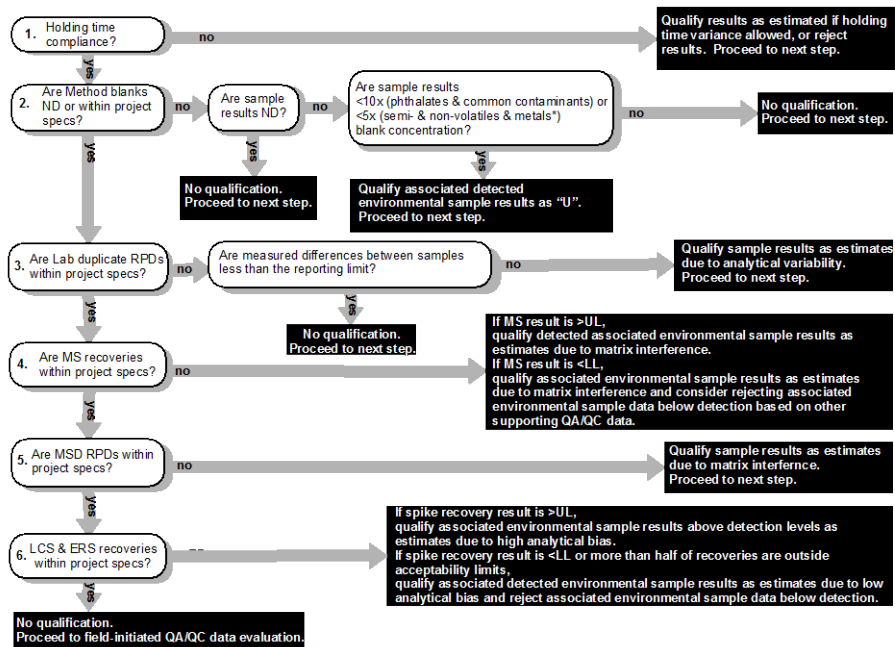 1. Holding time
compliance?
no
Qualify results as estimated if holding
time variance allowed, or reject
results. Proceed to next step.
yes
2. Are Method blanks
ND or within project
specs?
no
Are sample
results ND?
no
Are sample results
<10x (phthalates & common contaminants) or
<5x (semi- & non-volatiles & metals*)
blank concentration?
no
No qualification.
Proceed to next step.
yes
yes
yes
No qualification.
Proceed to next step.
Qualify associated detected
environmental sample results as “U”.
Proceed to next step.
3. Are Lab duplicate RPDs
within project specs?
no
Are measured differences between samples
less than the reporting limit?
no
Qualify sample results as estimates
due to analytical variability.
Proceed to next step.
yes
yes
No qualification.
Proceed to next step.
4. Are MS recoveries
within project specs?
no
If MS result is >UL,
qualify detected associated environmental sample results as
estimates due to matrix interference.
If MS result is <LL,
qualify associated environmental sample results as estimates
due to matrix interference and consider rejecting associated
environmental sample data below detection based on other
supporting QA/QC data.
yes
5. Are MSD RPDs within
project specs?
no
Qualify sample results as estimates
due to matrix interfernce.
Proceed to next step.
yes
6. LCS & ERS recoveries
within project specs?
If spike recovery result is >UL,
qualify associated environmental sample results above detection levels as
estimates due to high analytical bias.
If spike recovery result is <LL or more than half of recoveries are outside
acceptability limits,
qualify associated detected environmental sample results as estimates due to low
analytical bias and reject associated environmental sample data below detection.
yes
No qualification.
Proceed to field-initiated QA/QC data evaluation.